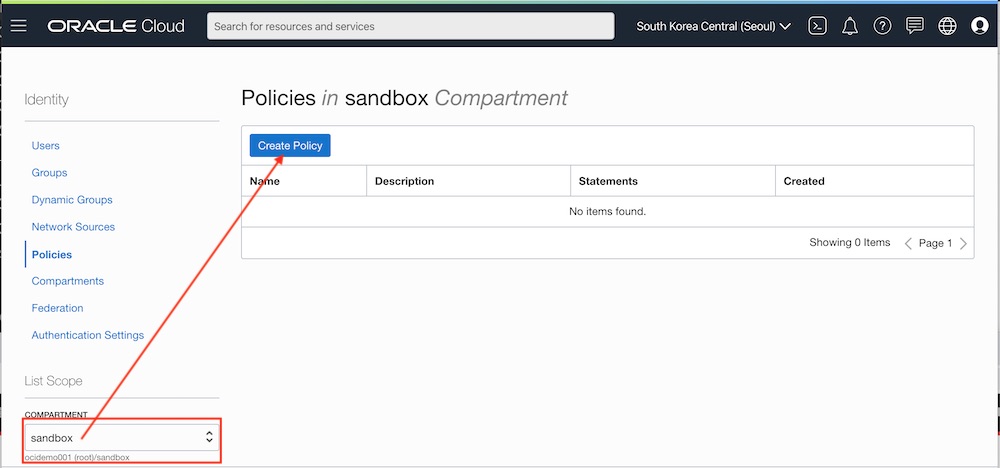 ORACLE Cloud
Search for resources and services
South Korea Central (Seoul)
Identity
Users
Groups
Dynamic Groups
Network Sources
Policies
Compartments
Federation
Authentication Settings
List Scope
COMPARTMENT
sandbox
ocidemo001 (root)/sandbox
Policies in sandbox Compartment
Create Policy
Name Description Statements Created
No items found.
Showing 0 Items Page 1